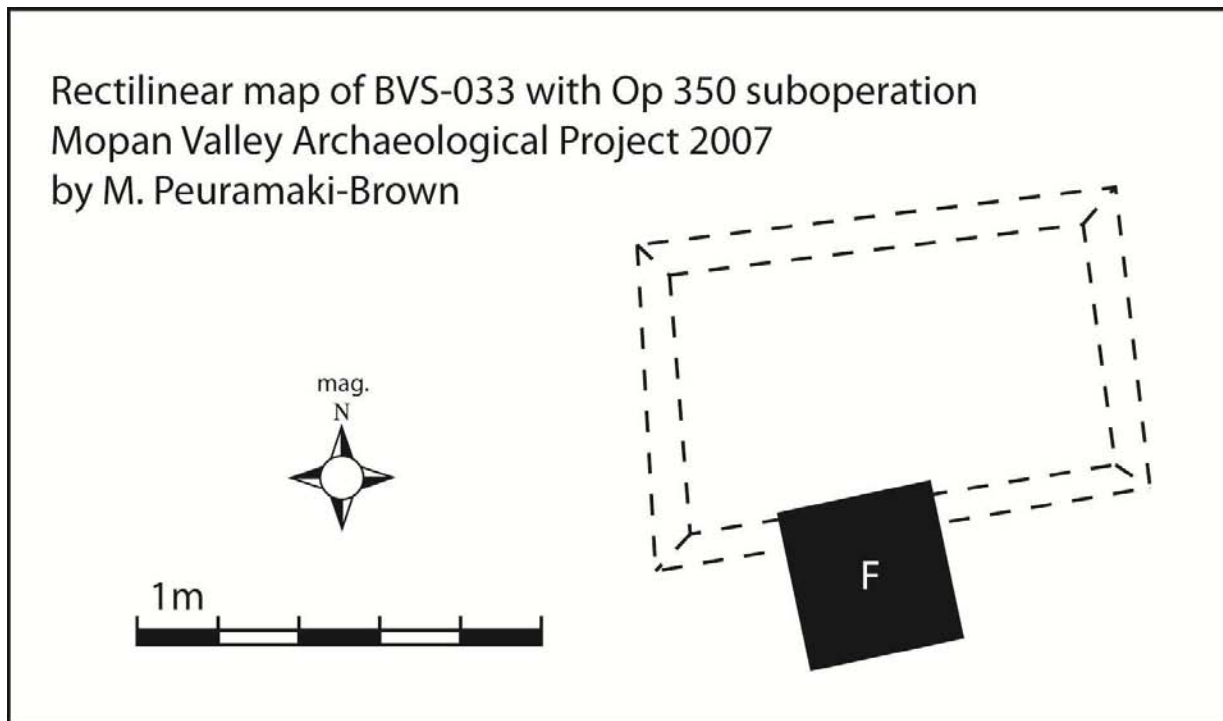 Rectilinear map of BVS-033 with Op 350 suboperation
Mopan Valley Archaeological Project 2007
by M. Peuramaki-Brown
mag.
N
1m
F